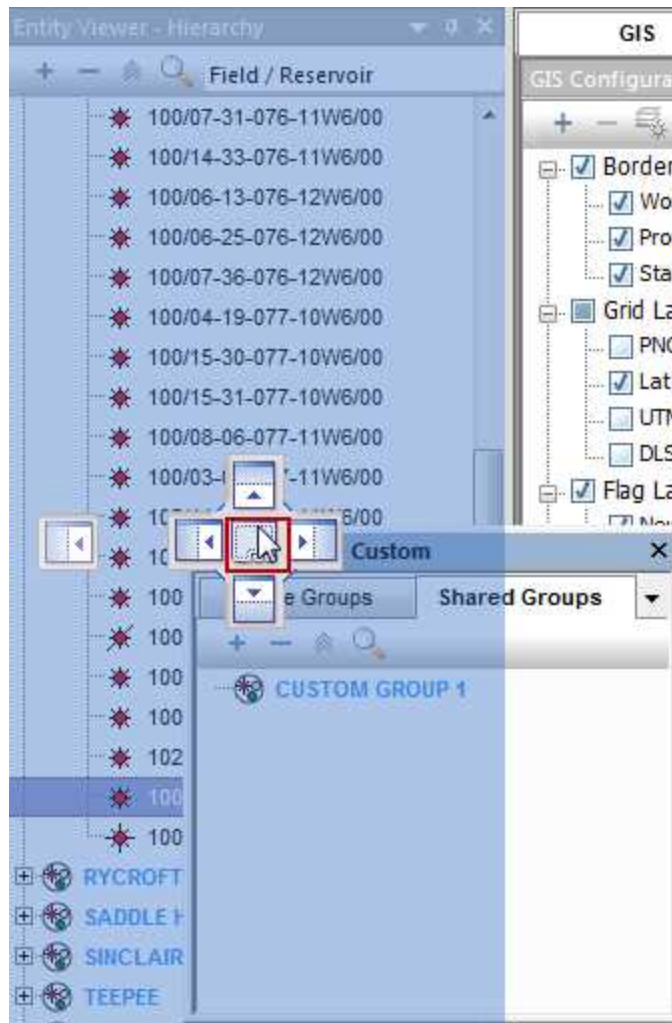 Entity Viewer - Hierarchy
Field / Reservoir
100/07-31-076-11W6/00
100/14-33-076-11W6/00
100/06-13-076-12W6/00
100/06-25-076-12W6/00
100/07-36-076-12W6/00
100/04-19-077-10W6/00
100/15-30-077-10W6/00
100/15-31-077-10W6/00
100/08-06-077-11W6/00
100/03- -11W6/00
6/00
100
100
100
100
102
100
100
RYCROFT
SADDLE H
SINCLAIR
TEEPEE
GIS
GIS Configura
Border
Wo
Pro
Sta
Grid La
PNG
Lat
UTM
DLS
Flag La
Custom
e Groups
Shared Groups
CUSTOM GROUP 1